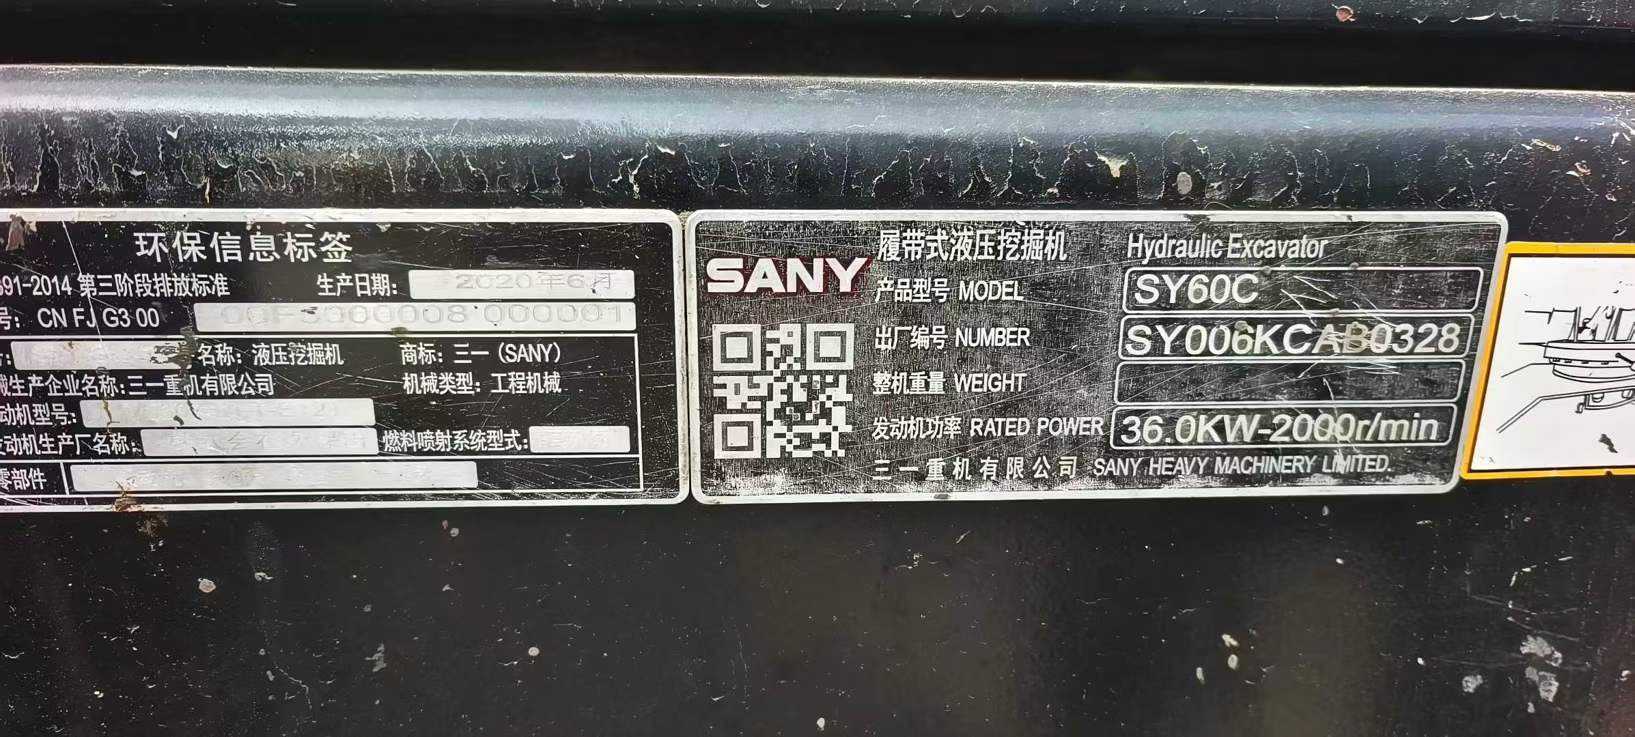 环保信息标签
691-2014 第三阶段排放标准 生产日期: 2020年6月
号: CN FJ G3 00
名称: 液压挖掘机 商标: 三一 (SANY)
械生产企业名称: 三一重机有限公司 机械类型: 工程机械
动机型号:
发动机生产厂名称: 燃料喷射系统型式:
零部件
SANY
履带式液压挖掘机 Hydraulic Excavator
产品型号 MODEL SY60C
出厂编号 NUMBER SY006KCAB0328
整机重量 WEIGHT
发动机功率 RATED POWER 36.0KW-2000r/min
三一重机有限公司 SANY HEAVY MACHINERY LIMITED.